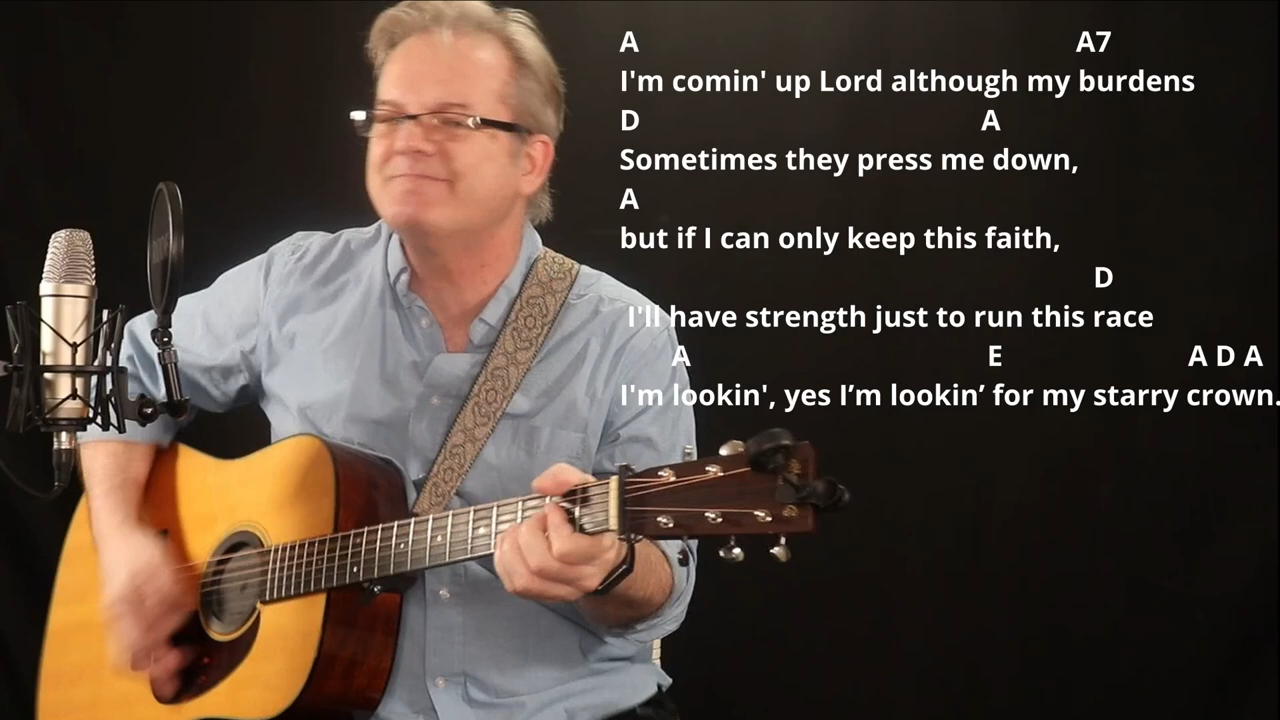 A A7
I'm comin' up Lord although my burdens
D A
Sometimes they press me down,
A
but if I can only keep this faith,
D
I'll have strength just to run this race
A E A D A
I'm lookin', yes I’m lookin’ for my starry crown.